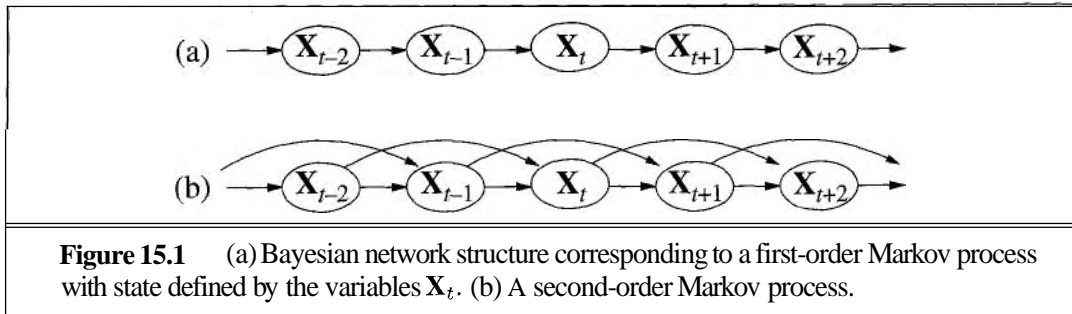 (a) X_{t-2} X_{t-1} X_t X_{t+1} X_{t+2}
(b) X_{t-2} X_{t-1} X_t X_{t+1} X_{t+2}
Figure 15.1 (a) Bayesian network structure corresponding to a first-order Markov process
with state defined by the variables X_t. (b) A second-order Markov process.